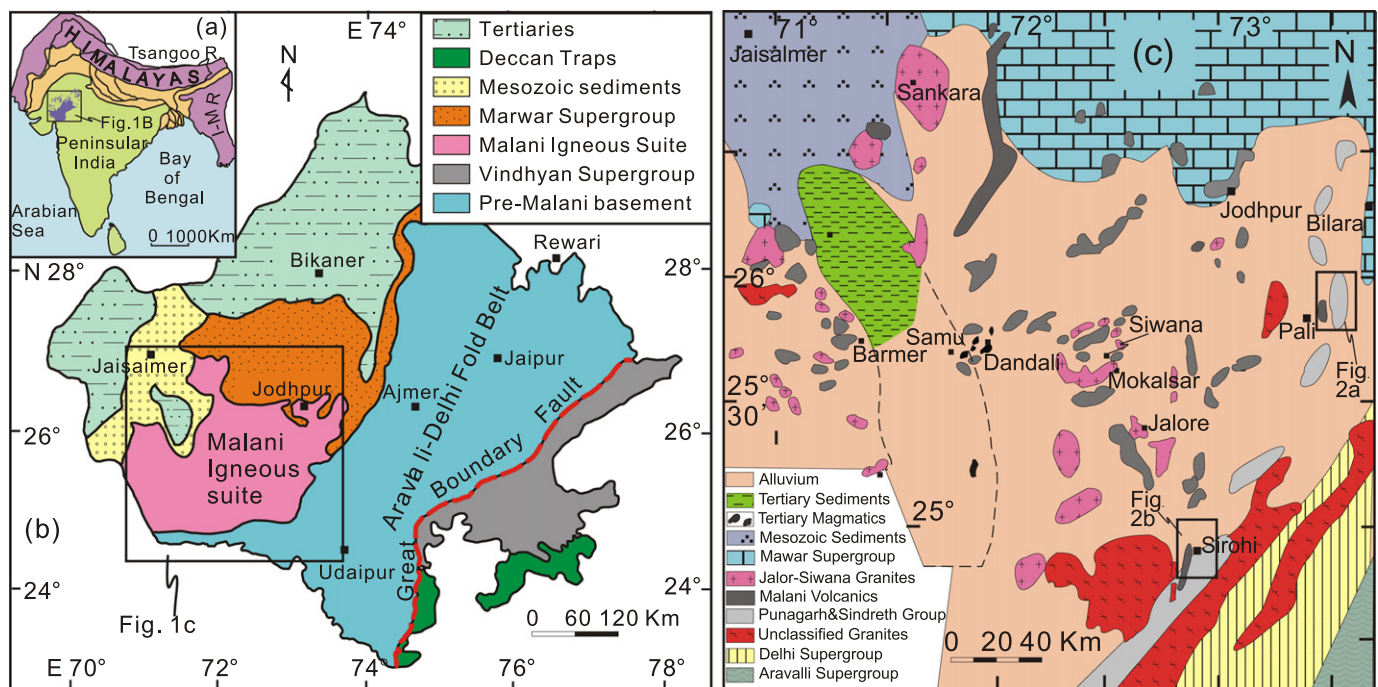 (a)
HIMALAYAS
Tsangoo R.
I-MR
Fig.1B
Peninsular
India
Bay
of
Bengal
Arabian
Sea
0 1000Km
E 74°
N
Tertiaries
Deccan Traps
Mesozoic sediments
Marwar Supergroup
Malani Igneous Suite
Vindhyan Supergroup
Pre-Malani basement
N 28°
26°
24°
28°
26°
24°
Rewari
Bikaner
Jaisaimer
Jodhpur
Ajmer
Jaipur
Malani
Igneous
suite
Aravali-Delhi Fold Belt
Great Boundary Fault
Udaipur
(b)
Fig. 1c
0 60 120 Km
E 70°
72°
74°
76°
78°
71°
72°
73°
(c)
N
Jaisalmer
Sankara
Jodhpur
Bilara
26°
Samu
Barmer
Dandali
Siwana
Mokalsar
Pali
Fig.
2a
25°
30'
Jalore
25°
Fig.
2b
Sirohi
Alluvium
Tertiary Sediments
Tertiary Magmatics
Mesozoic Sediments
Mawar Supergroup
Jalor-Siwana Granites
Malani Volcanics
Punagarh&Sindreth Group
Unclassified Granites
Delhi Supergroup
Aravalli Supergroup
0 20 40 Km